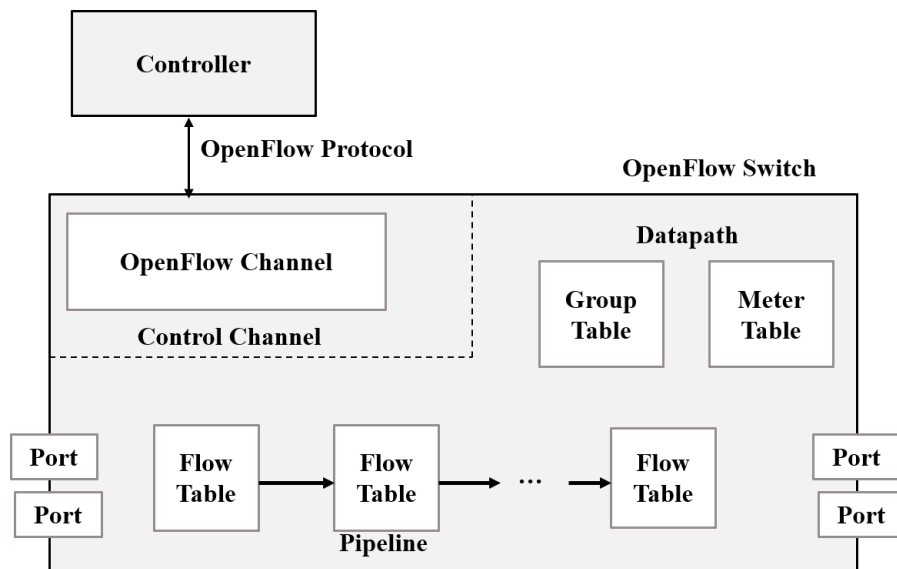 Controller
OpenFlow Protocol
OpenFlow Switch
OpenFlow Channel
Control Channel
Datapath
Group
Table
Meter
Table
Port
Port
Flow
Table
Flow
Table
...
Flow
Table
Pipeline
Port
Port